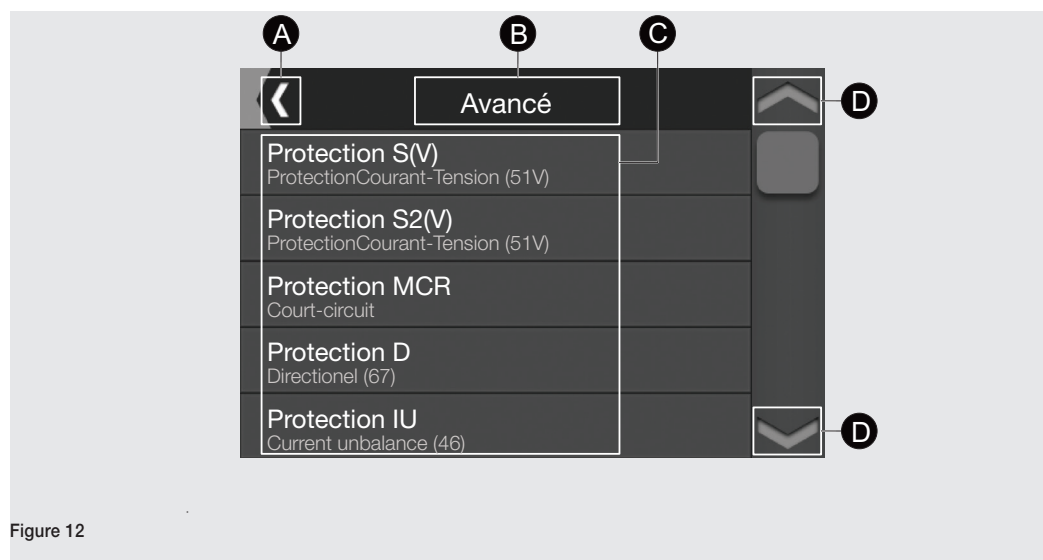 A B C
Avancé
D
Protection S(V)
ProtectionCourant-Tension (51V)
Protection S2(V)
ProtectionCourant-Tension (51V)
Protection MCR
Court-circuit
Protection D
Directionel (67)
Protection IU
Current unbalance (46)
D
Figure 12